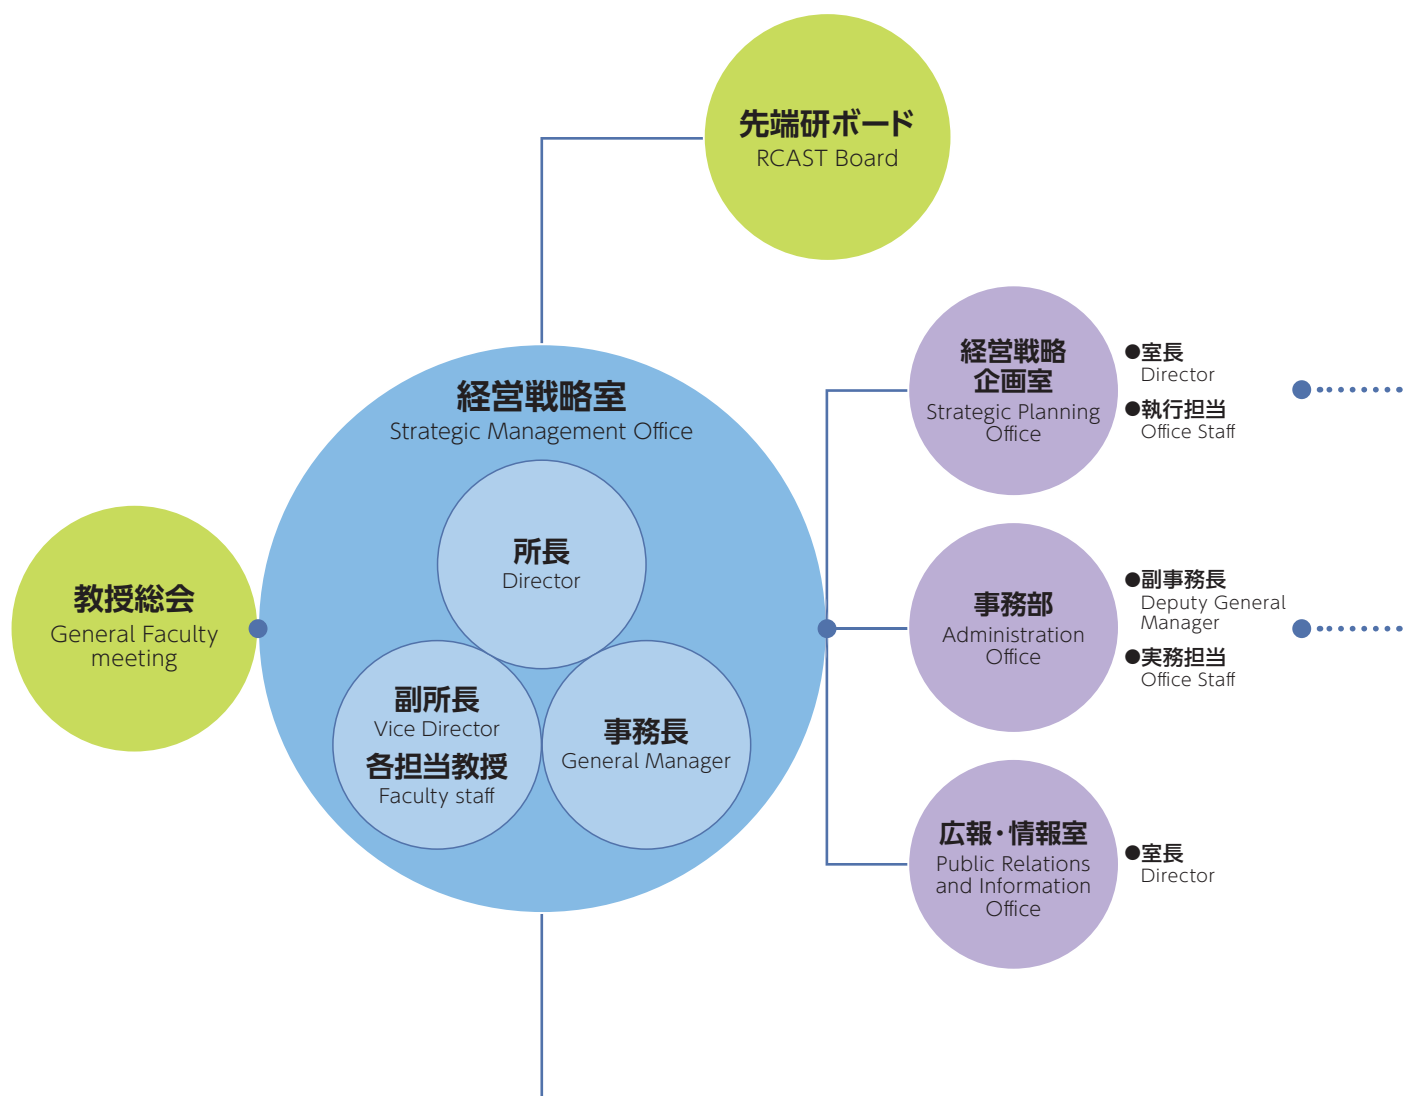 先端研ボード
RCAST Board
経営戦略室
Strategic Management Office
所長
Director
副所長
Vice Director
各担当教授
Faculty staff
事務長
General Manager
教授総会
General Faculty
meeting
経営戦略
企画室
Strategic Planning
Office
●室長
Director
●執行担当
Office Staff
事務部
Administration
Office
●副事務長
Deputy General
Manager
●実務担当
Office Staff
広報・情報室
Public Relations
and Information
Office
●室長
Director